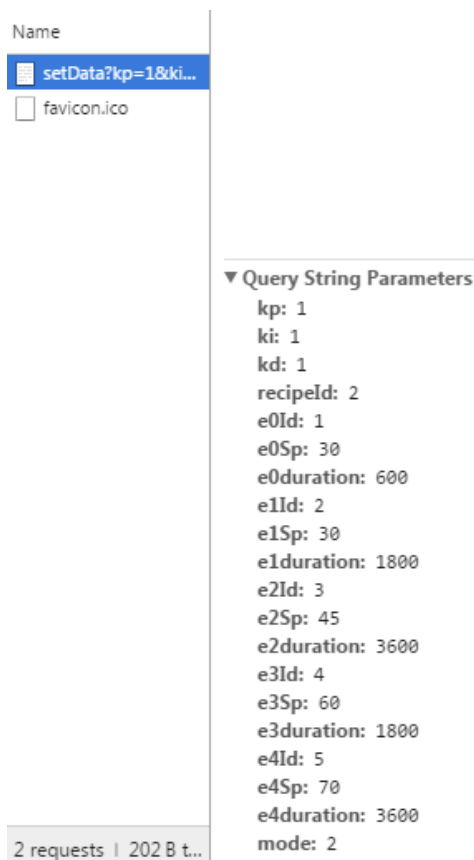 Name
setData?kp=1&ki...
favicon.ico
▼ Query String Parameters
kp: 1
ki: 1
kd: 1
recipeId: 2
e0Id: 1
e0Sp: 30
e0duration: 600
e1Id: 2
e1Sp: 30
e1duration: 1800
e2Id: 3
e2Sp: 45
e2duration: 3600
e3Id: 4
e3Sp: 60
e3duration: 1800
e4Id: 5
e4Sp: 70
e4duration: 3600
mode: 2
2 requests | 202 B t...